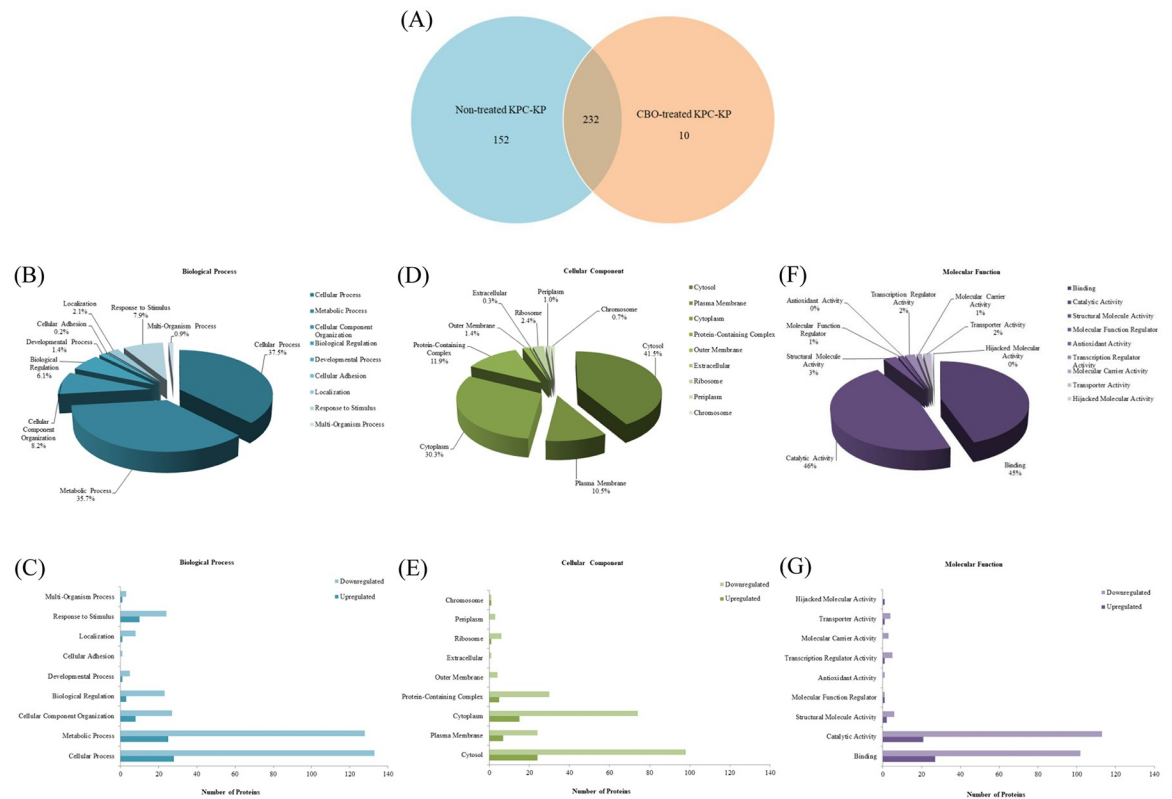 (A)
Non-treated KPC-KP
152
232
CBO-treated KPC-KP
10
(B)
Biological Process
Cellular Process
37.5%
Metabolic Process
35.7%
Cellular
Component
Organization
8.2%
Biological
Regulation
6.1%
Developmental Process
1.4%
Cellular Adhesion
0.2%
Localization
2.1%
Response to Stimulus
7.9%
Multi-Organism Process
0.9%
Cellular Process
Metabolic Process
Cellular Component
Organization
Biological Regulation
Developmental Process
Cellular Adhesion
Localization
Response to Stimulus
Multi-Organism Process
(D)
Cellular Component
Cytosol
41.5%
Plasma Membrane
10.5%
Cytoplasm
30.3%
Protein-Containing
Complex
11.9%
Outer Membrane
1.4%
Extracellular
0.3%
Ribosome
2.4%
Periplasm
1.0%
Chromosome
0.7%
Cytosol
Plasma Membrane
Cytoplasm
Protein-Containing Complex
Outer Membrane
Extracellular
Ribosome
Periplasm
Chromosome
(F)
Molecular Function
Antioxidant Activity
0%
Molecular Function
Regulator
1%
Structural Molecule
Activity
3%
Catalytic Activity
46%
Transcription Regulator
Activity
2%
Molecular Carrier
Activity
1%
Transporter Activity
2%
Hijacked Molecular
Activity
0%
Binding
45%
Binding
Catalytic Activity
Structural Molecule Activity
Molecular Function Regulator
Antioxidant Activity
Transcription Regulator
Activity
Molecular Carrier Activity
Transporter Activity
Hijacked Molecular Activity
(C)
Biological Process
Downregulated
Upregulated
Multi-Organism Process
Response to Stimulus
Localization
Cellular Adhesion
Developmental Process
Biological Regulation
Cellular Component Organization
Metabolic Process
Cellular Process
0 20 40 60 80 100 120 140
Number of Proteins
(E)
Cellular Component
Downregulated
Upregulated
Chromosome
Periplasm
Ribosome
Extracellular
Outer Membrane
Protein-Containing Complex
Cytoplasm
Plasma Membrane
Cytosol
0 20 40 60 80 100 120 140
Number of Proteins
(G)
Molecular Function
Downregulated
Upregulated
Hijacked Molecular Activity
Transporter Activity
Molecular Carrier Activity
Transcription Regulator Activity
Antioxidant Activity
Molecular Function Regulator
Structural Molecule Activity
Catalytic Activity
Binding
0 20 40 60 80 100 120 140
Number of Proteins